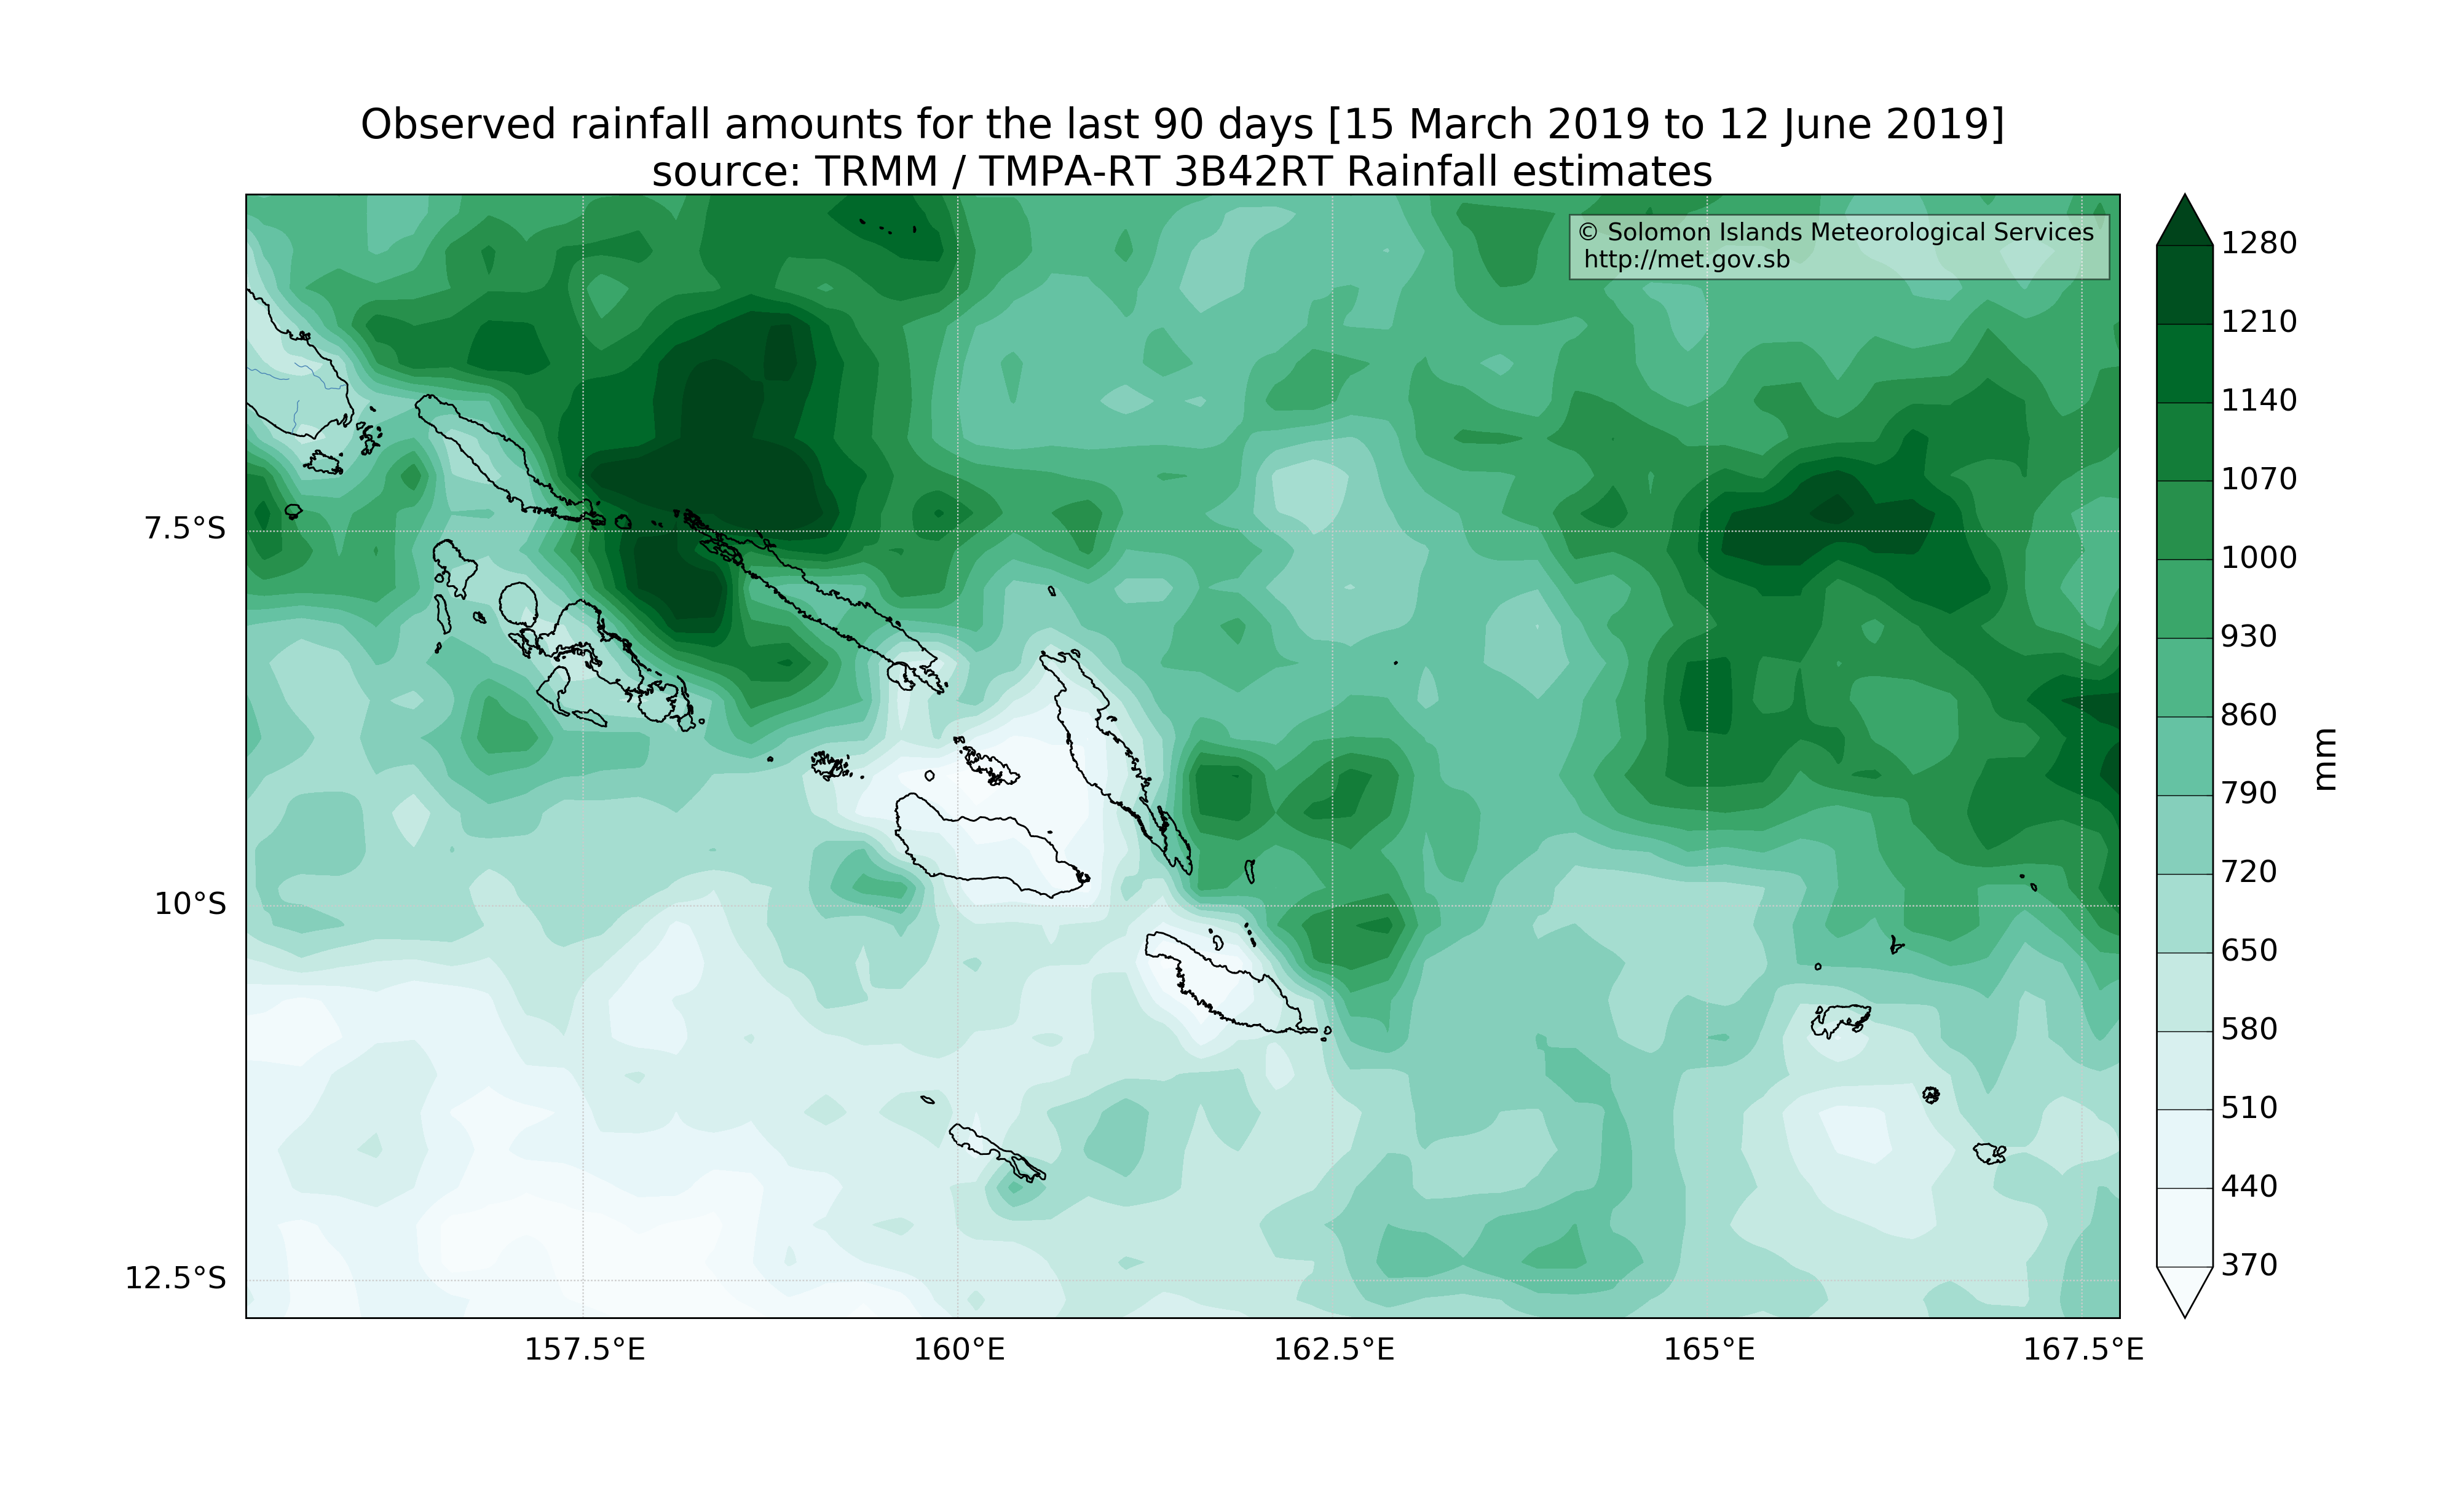 Observed rainfall amounts for the last 90 days [15 March 2019 to 12 June 2019]
source: TRMM / TMPA-RT 3B42RT Rainfall estimates
© Solomon Islands Meteorological Services
http://met.gov.sb
7.5°S
10°S
12.5°S
157.5°E
160°E
162.5°E
165°E
167.5°E
1280
1210
1140
1070
1000
930
860
790
720
650
580
510
440
370
mm